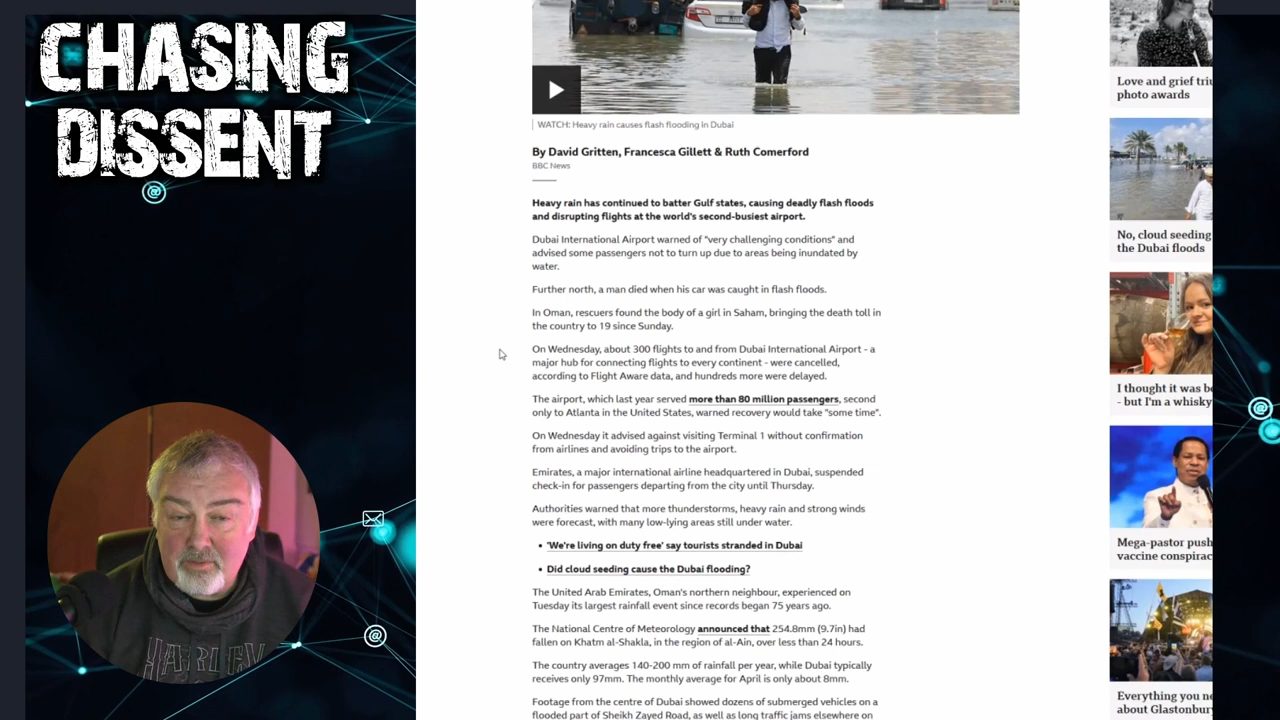 CHASING
DISSENT
WATCH: Heavy rain causes flash flooding in Dubai
By David Gritten, Francesca Gillett & Ruth Comerford
BBC News
Heavy rain has continued to batter Gulf states, causing deadly flash floods
and disrupting flights at the world's second-busiest airport.
Dubai International Airport warned of "very challenging conditions" and
advised some passengers not to turn up due to areas being inundated by
water.
Further north, a man died when his car was caught in flash floods.
In Oman, rescuers found the body of a girl in Saham, bringing the death toll in
the country to 19 since Sunday.
On Wednesday, about 300 flights to and from Dubai International Airport - a
major hub for connecting flights to every continent - were cancelled,
according to Flight Aware data, and hundreds more were delayed.
The airport, which last year served more than 80 million passengers, second
only to Atlanta in the United States, warned recovery would take "some time".
On Wednesday it advised against visiting Terminal 1 without confirmation
from airlines and avoiding trips to the airport.
Emirates, a major international airline headquartered in Dubai, suspended
check-in for passengers departing from the city until Thursday.
Authorities warned that more thunderstorms, heavy rain and strong winds
were forecast, with many low-lying areas still under water.
• 'We're living on duty free' say tourists stranded in Dubai
• Did cloud seeding cause the Dubai flooding?
The United Arab Emirates, Oman's northern neighbour, experienced on
Tuesday its largest rainfall event since records began 75 years ago.
The National Centre of Meteorology announced that 254.8mm (9.7in) had
fallen on Khatm al-Shakla, in the region of al-Ain, over less than 24 hours.
The country averages 140-200 mm of rainfall per year, while Dubai typically
receives only 97mm. The monthly average for April is only about 8mm.
Footage from the centre of Dubai showed dozens of submerged vehicles on a
flooded part of Sheikh Zayed Road, as well as long traffic jams elsewhere on
Love and grief tri
photo awards
No, cloud seeding
the Dubai floods
I thought it was b
- but I'm a whisky
Mega-pastor push
vaccine conspirac
Everything you n
about Glastonbur
HARLEY